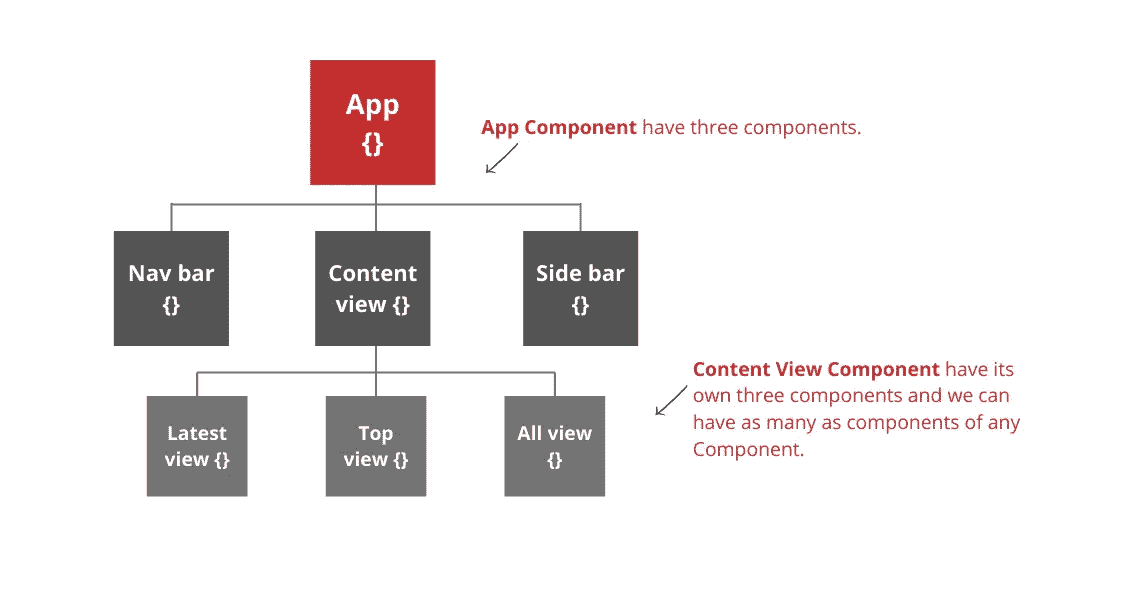 App
{}
App Component have three components.
Nav bar
{}
Content
view {}
Side bar
{}
Content View Component have its
own three components and we can
have as many as components of any
Component.
Latest
view {}
Top
view {}
All view
{}